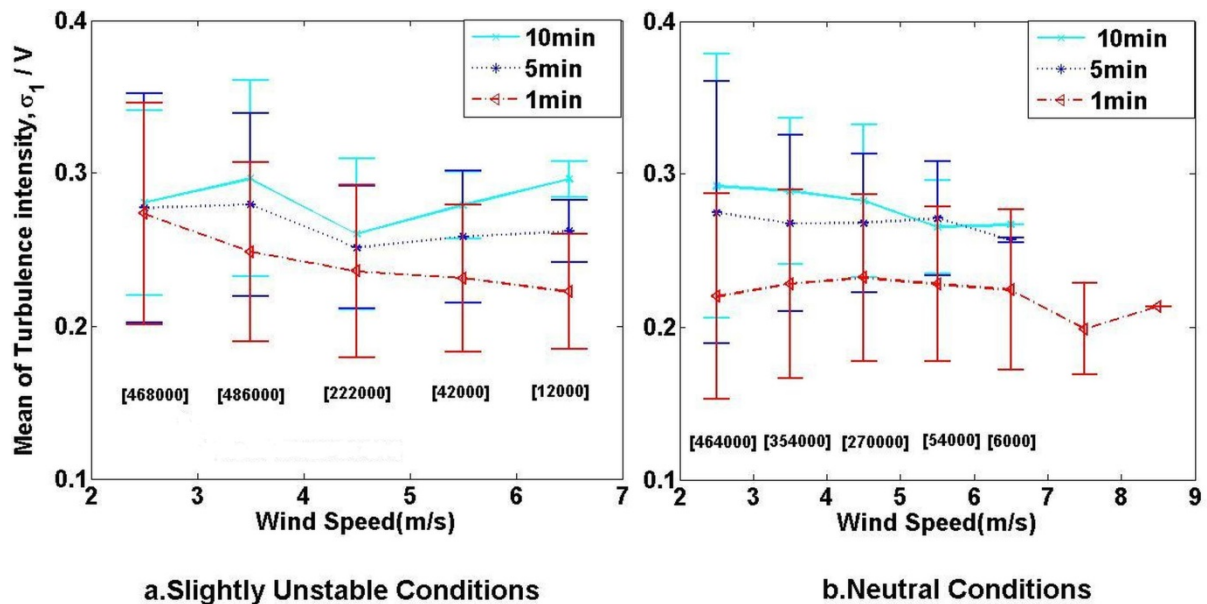 Mean of Turbulence intensity, σ1 / V
0.4
0.3
0.2
0.1
10min
5min
1min
[468000] [486000] [222000] [42000] [12000]
2 3 4 5 6 7
Wind Speed(m/s)
a.Slightly Unstable Conditions
0.4
0.3
0.2
0.1
10min
5min
1min
[464000] [354000] [270000] [54000] [6000]
2 3 4 5 6 7 8 9
Wind Speed(m/s)
b.Neutral Conditions